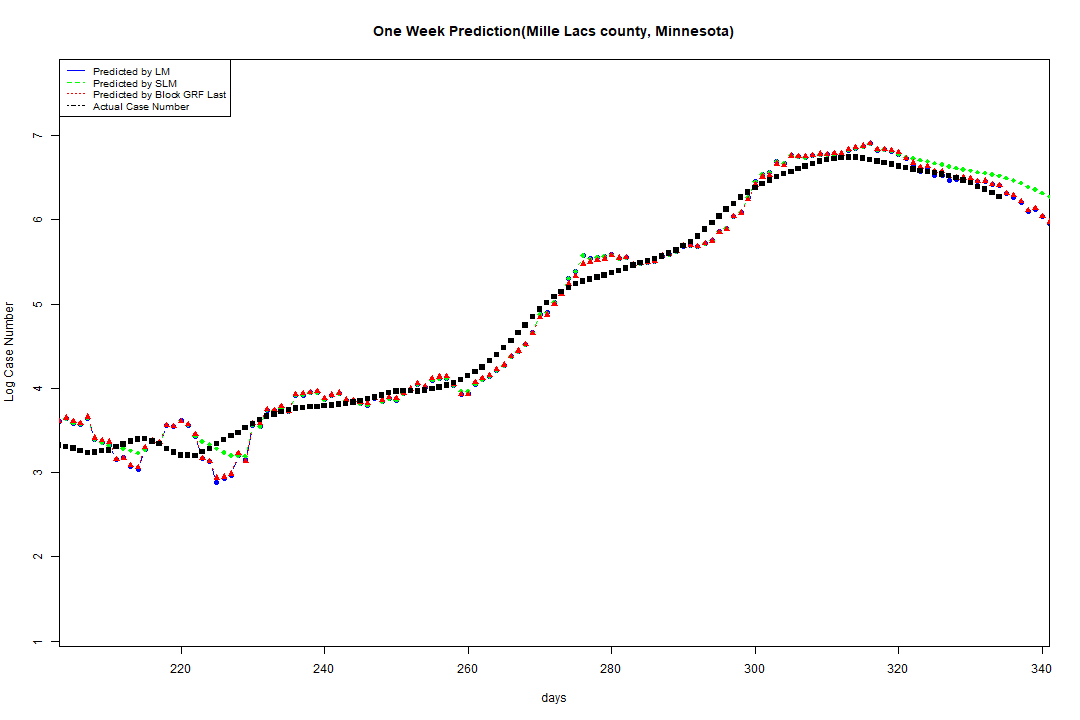 One Week Prediction(Mille Lacs county, Minnesota)
Predicted by LM
Predicted by SLM
Predicted by Block GRF Last
Actual Case Number
7
6
5
4
3
2
1
Log Case Number
220 240 260 280 300 320 340
days